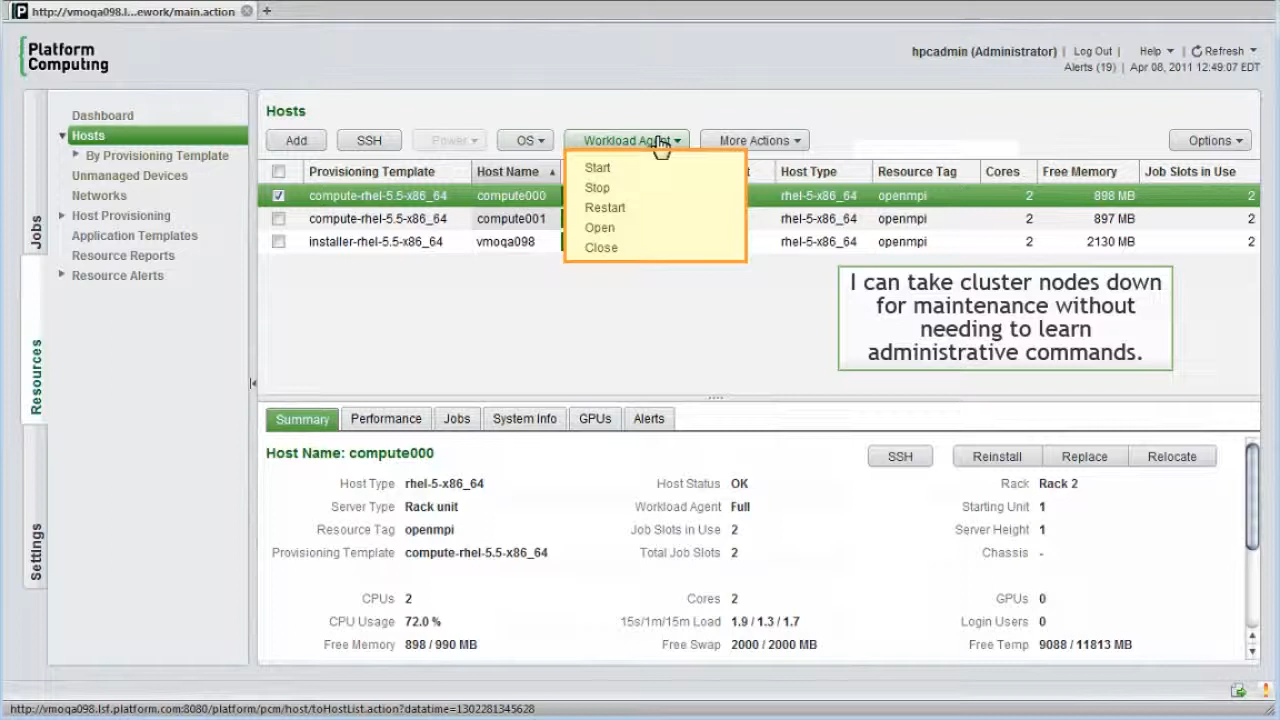 http://vmoqa098.l...ework/main.action
Platform
Computing
hpcadmin (Administrator) | Log Out | Help | Refresh
Alerts (19) | Apr 08, 2011 12:49:07 EDT
Jobs
Resources
Settings
Dashboard
Hosts
By Provisioning Template
Unmanaged Devices
Networks
Host Provisioning
Application Templates
Resource Reports
Resource Alerts
Hosts
Add SSH Power OS Workload Agent More Actions Options
Provisioning Template Host Name Host Type Resource Tag Cores Free Memory Job Slots in Use
compute-rhel-5.5-x86_64 compute000 rhel-5-x86_64 openmpi 2 898 MB 2
compute-rhel-5.5-x86_64 compute001 rhel-5-x86_64 openmpi 2 897 MB 2
installer-rhel-5.5-x86_64 vmoqa098 rhel-5-x86_64 openmpi 2 2130 MB 2
Start
Stop
Restart
Open
Close
I can take cluster nodes down
for maintenance without
needing to learn
administrative commands.
Summary Performance Jobs System Info GPUs Alerts
Host Name: compute000 SSH Reinstall Replace Relocate
Host Type rhel-5-x86_64 Host Status OK Rack Rack 2
Server Type Rack unit Workload Agent Full Starting Unit 1
Resource Tag openmpi Job Slots in Use 2 Server Height 1
Provisioning Template compute-rhel-5.5-x86_64 Total Job Slots 2 Chassis -
CPUs 2 Cores 2 GPUs 0
CPU Usage 72.0 % 15s/1m/15m Load 1.9 / 1.3 / 1.7 Login Users 0
Free Memory 898 / 990 MB Free Swap 2000 / 2000 MB Free Temp 9088 / 11813 MB
http://vmoqa098.lsf.platform.com:8080/platform/pcm/host/toHostList.action?datatime=1302281345628